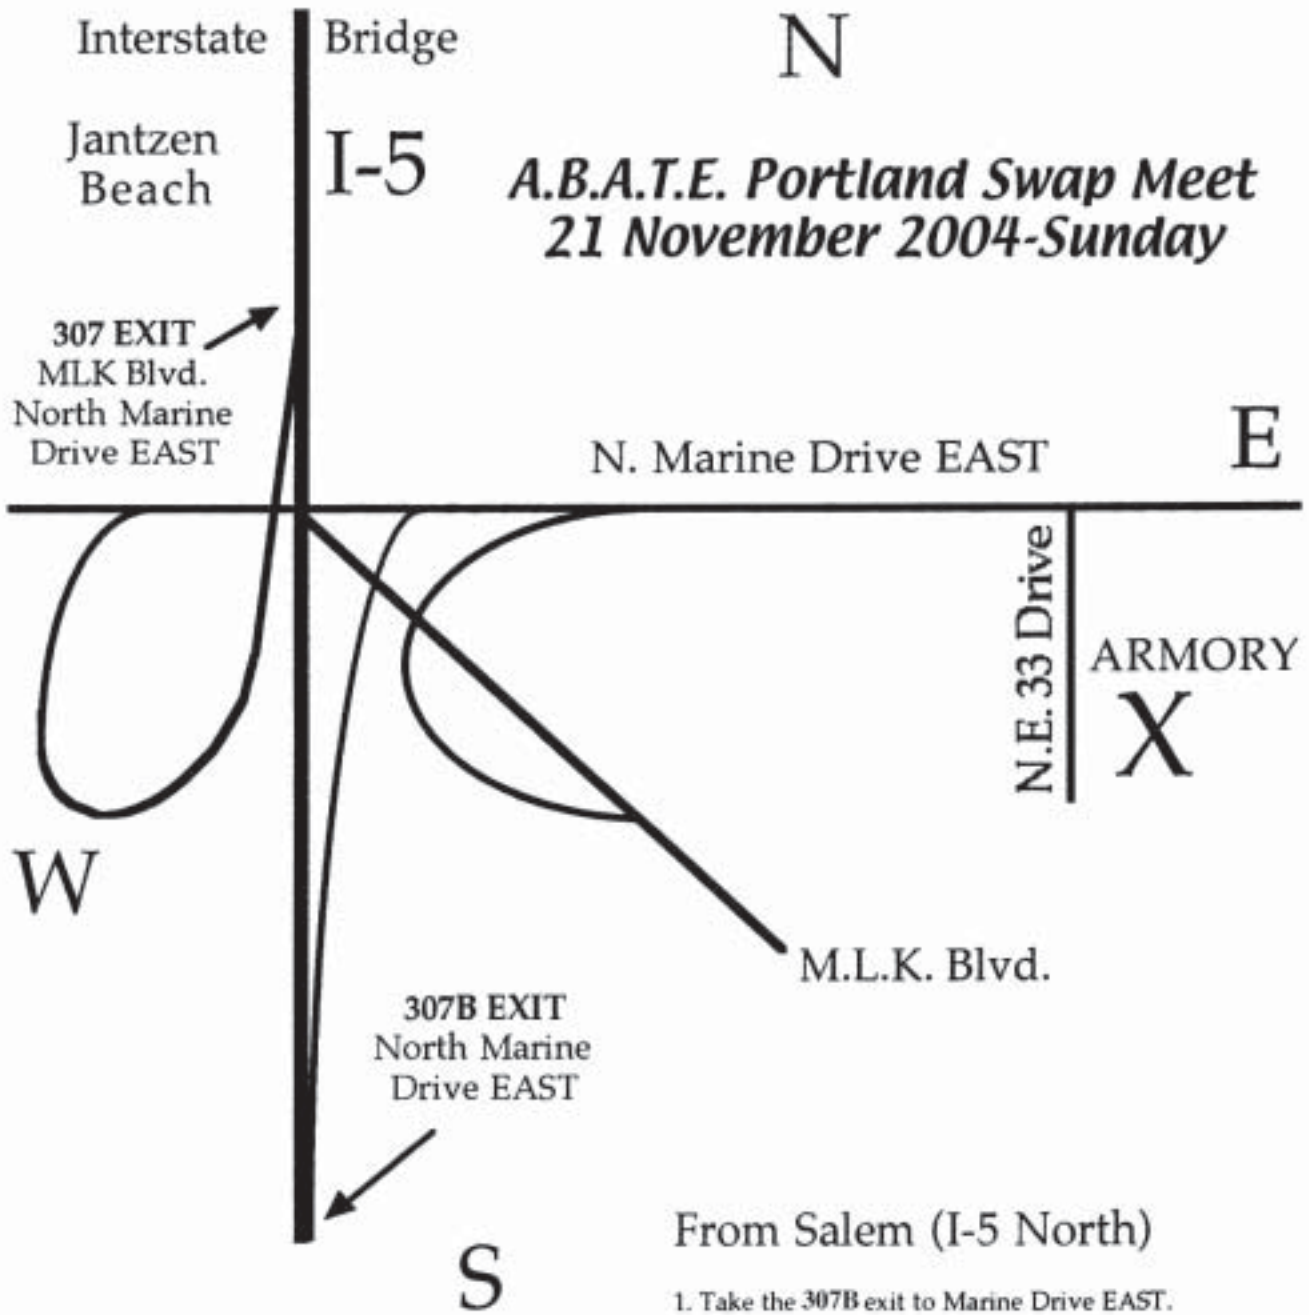 Interstate Bridge
N
Jantzen
Beach
I-5
A.B.A.T.E. Portland Swap Meet
21 November 2004-Sunday
307 EXIT
MLK Blvd.
North Marine
Drive EAST
N. Marine Drive EAST
E
N.E. 33 Drive
ARMORY
X
W
M.L.K. Blvd.
307B EXIT
North Marine
Drive EAST
S
From Salem (I-5 North)
1. Take the 307B exit to Marine Drive EAST.